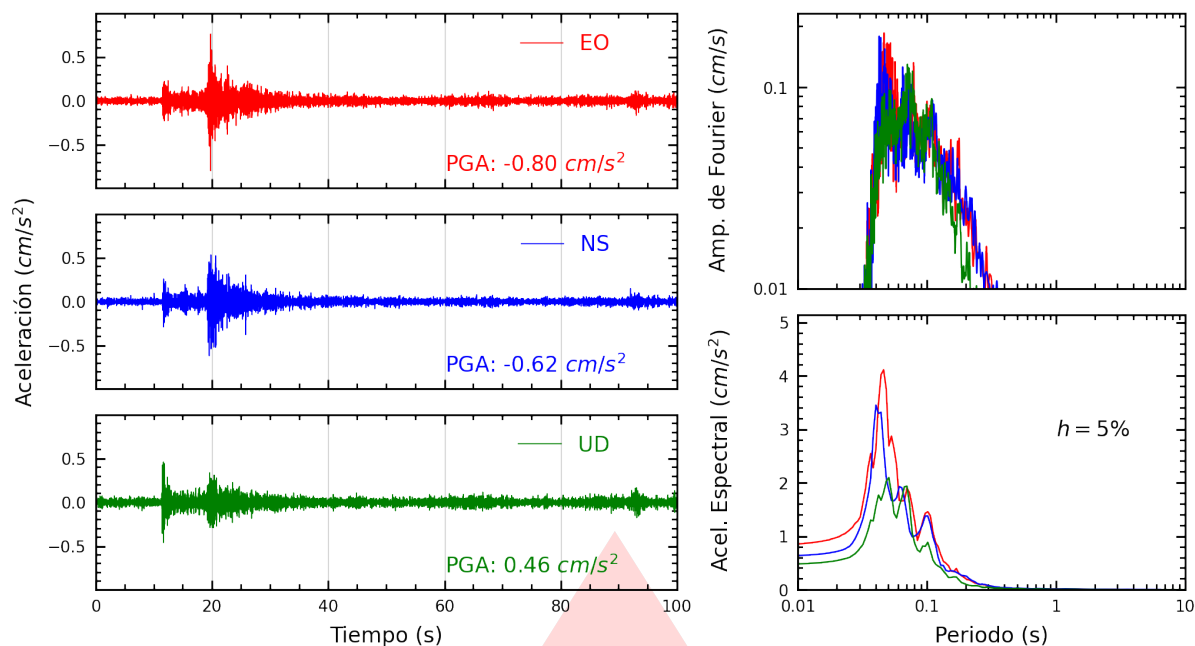 Aceleración (cm/s²)
0.5
0.0
−0.5
EO
PGA: -0.80 cm/s²
0.5
0.0
−0.5
NS
PGA: -0.62 cm/s²
0.5
0.0
−0.5
UD
PGA: 0.46 cm/s²
0 20 40 60 80 100
Tiempo (s)
Amp. de Fourier (cm/s)
0.1
0.01
Acel. Espectral (cm/s²)
5
4
3
2
1
0
h = 5%
0.01 0.1 1 10
Periodo (s)